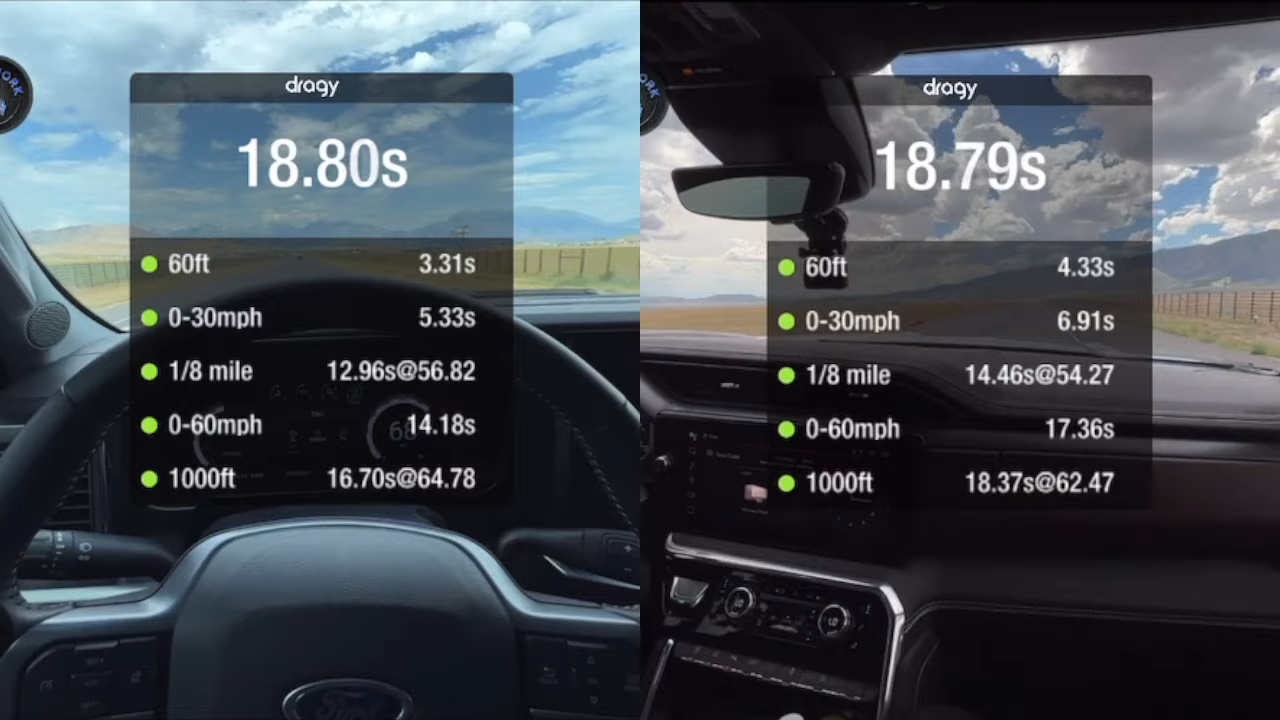 ORK
dragy
18.80s
60ft 3.31s
0-30mph 5.33s
1/8 mile 12.96s@56.82
0-60mph 14.18s
1000ft 16.70s@64.78
Ford
dragy
18.79s
60ft 4.33s
0-30mph 6.91s
1/8 mile 14.46s@54.27
0-60mph 17.36s
1000ft 18.37s@62.47